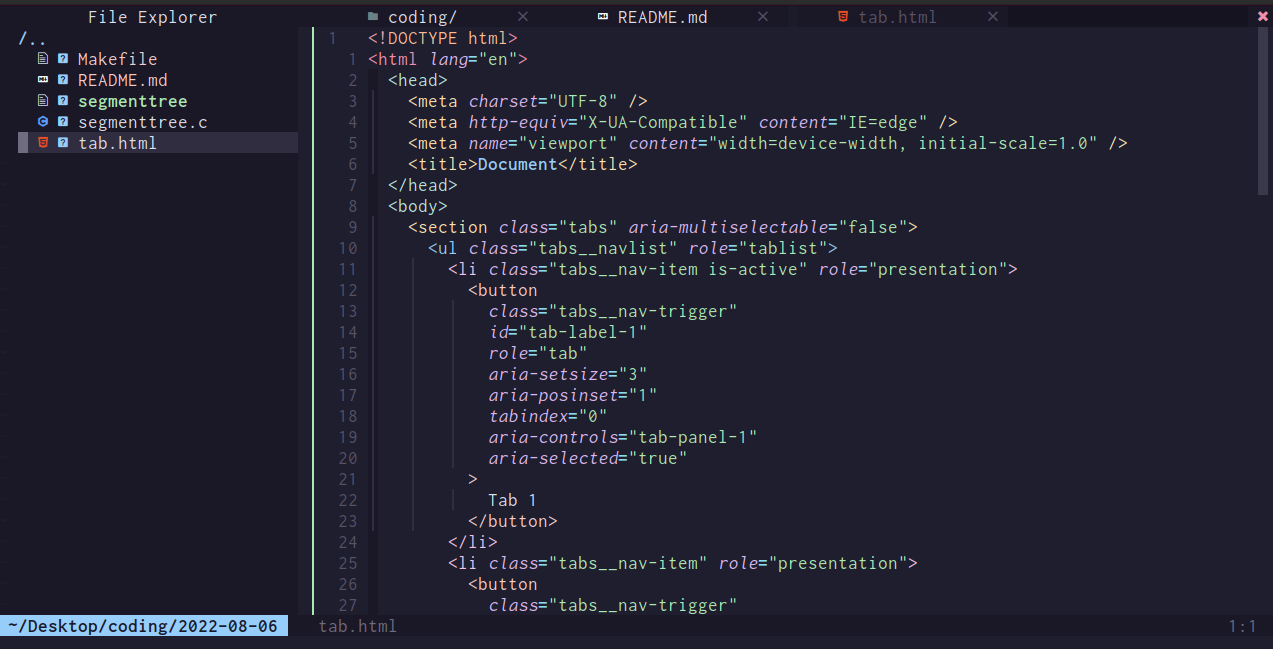 File Explorer
coding/ × README.md × tab.html ×
/..
Makefile
README.md
segmenttree
segmenttree.c
tab.html
1 <!DOCTYPE html>
1 <html lang="en">
2 <head>
3 <meta charset="UTF-8" />
4 <meta http-equiv="X-UA-Compatible" content="IE=edge" />
5 <meta name="viewport" content="width=device-width, initial-scale=1.0" />
6 <title>Document</title>
7 </head>
8 <body>
9 <section class="tabs" aria-multiselectable="false">
10 <ul class="tabs__navlist" role="tablist">
11 <li class="tabs__nav-item is-active" role="presentation">
12 <button
13 class="tabs__nav-trigger"
14 id="tab-label-1"
15 role="tab"
16 aria-setsize="3"
17 aria-posinset="1"
18 tabindex="0"
19 aria-controls="tab-panel-1"
20 aria-selected="true"
21 >
22 Tab 1
23 </button>
24 </li>
25 <li class="tabs__nav-item" role="presentation">
26 <button
27 class="tabs__nav-trigger"
~/Desktop/coding/2022-08-06 tab.html 1:1